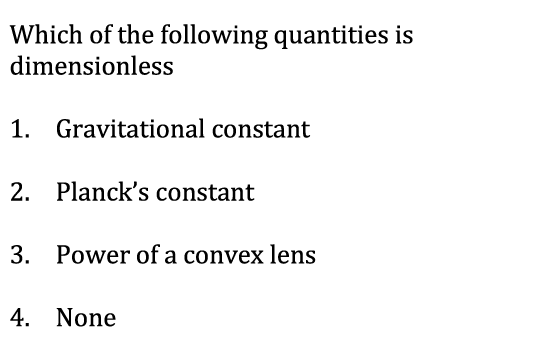 Which of the following quantities is
dimensionless
1. Gravitational constant
2. Planck’s constant
3. Power of a convex lens
4. None